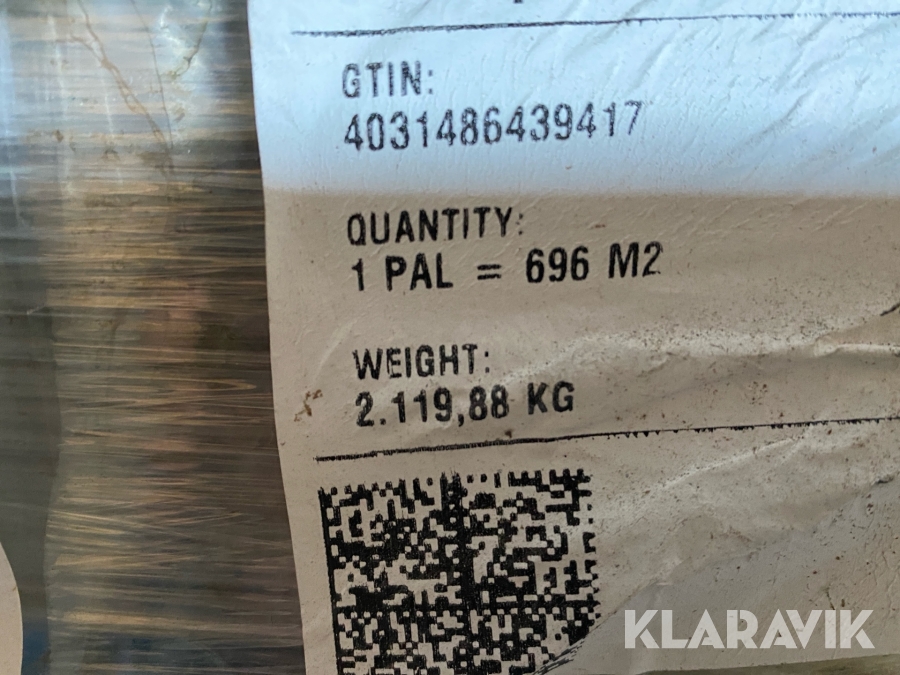 GTIN:
4031486439417
QUANTITY:
1 PAL = 696 M2
WEIGHT:
2.119,88 KG
KLARAVIK